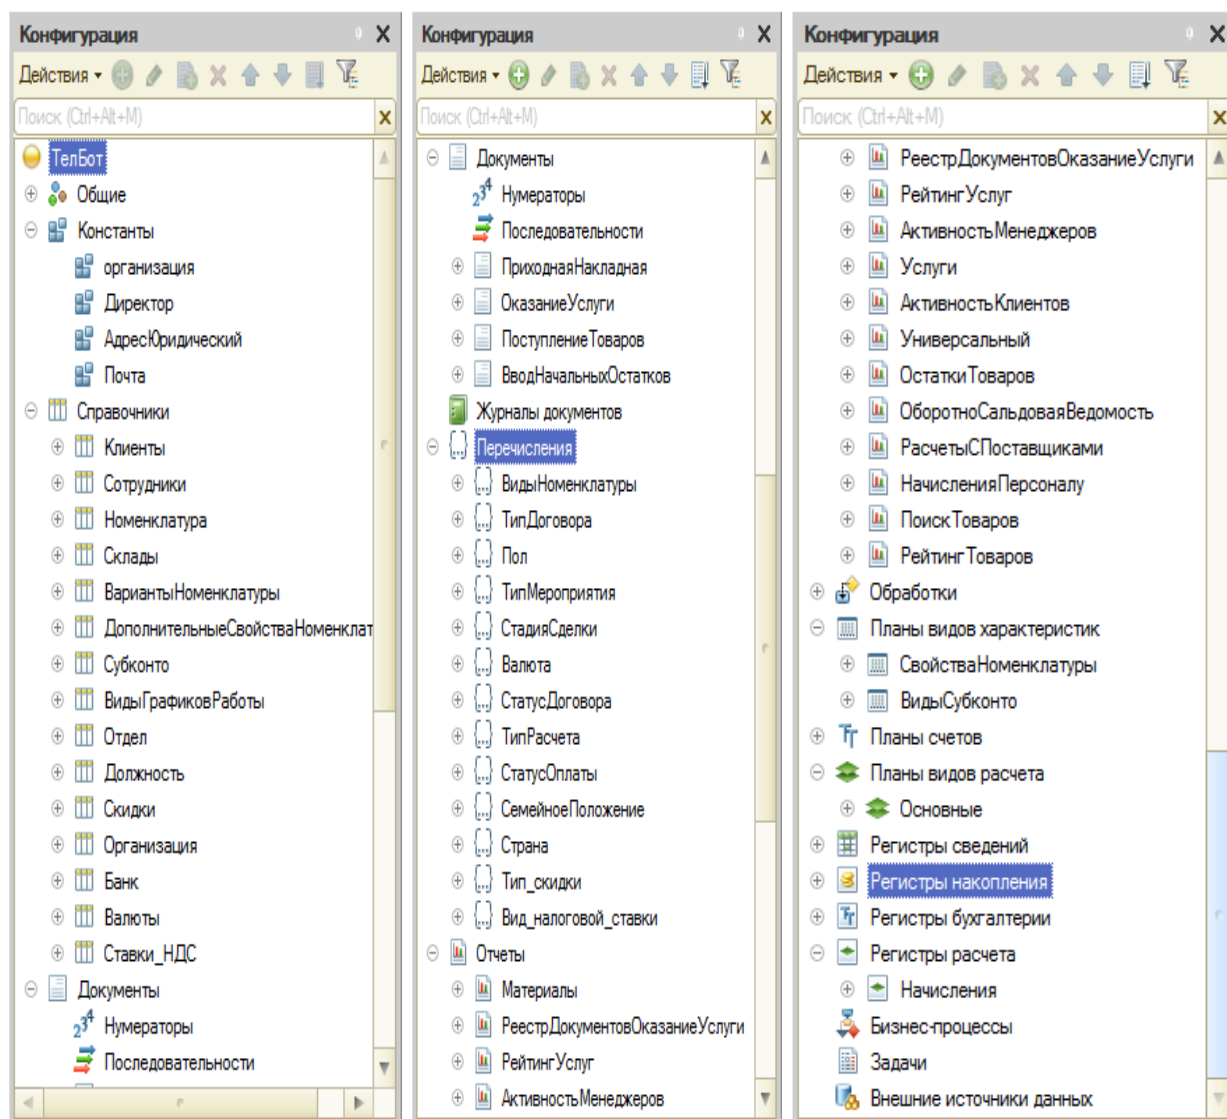 Конфигурация
Действия
Поиск (Ctrl+Alt+M)
ТелБот
Общие
Константы
организация
Директор
АдресЮридический
Почта
Справочники
Клиенты
Сотрудники
Номенклатура
Склады
ВариантыНоменклатуры
ДополнительныеСвойстваНоменклат
Субконто
ВидыГрафиковРаботы
Отдел
Должность
Скидки
Организация
Банк
Валюты
Ставки_НДС
Документы
Нумераторы
Последовательности
Конфигурация
Действия
Поиск (Ctrl+Alt+M)
Документы
Нумераторы
Последовательности
ПриходнаяНакладная
ОказаниеУслуги
ПоступлениеТоваров
ВводНачальныхОстатков
Журналы документов
Перечисления
ВидыНоменклатуры
ТипДоговора
Пол
ТипМероприятия
СтадияСделки
Валюта
СтатусДоговора
ТипРасчета
СтатусОплаты
СемейноеПоложение
Страна
Тип_скидки
Вид_налоговой_ставки
Отчеты
Материалы
РеестрДокументовОказаниеУслуги
РейтингУслуг
АктивностьМенеджеров
Конфигурация
Действия
Поиск (Ctrl+Alt+M)
РеестрДокументовОказаниеУслуги
РейтингУслуг
АктивностьМенеджеров
Услуги
АктивностьКлиентов
Универсальный
ОстаткиТоваров
ОборотноСальдоваяВедомость
РасчетыСПоставщиками
НачисленияПерсоналу
ПоискТоваров
РейтингТоваров
Обработки
Планы видов характеристик
СвойстваНоменклатуры
ВидыСубконто
Планы счетов
Планы видов расчета
Основные
Регистры сведений
Регистры накопления
Регистры бухгалтерии
Регистры расчета
Начисления
Бизнес-процессы
Задачи
Внешние источники данных